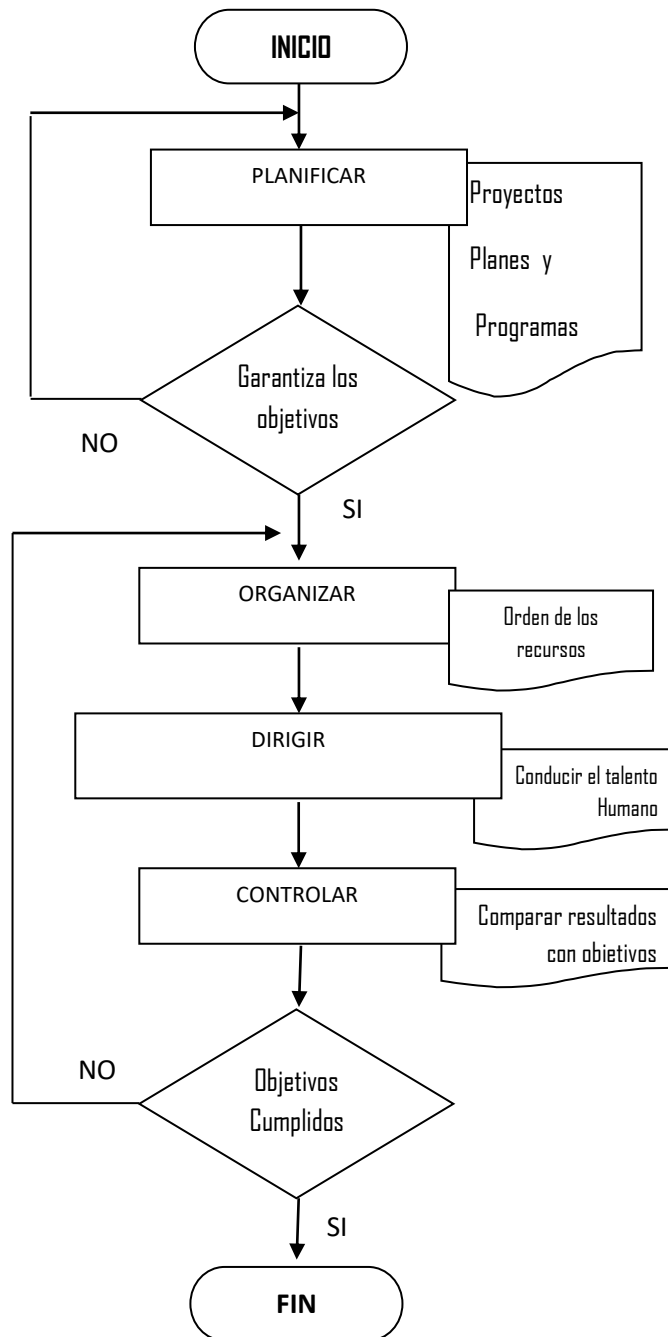 INICIO
PLANIFICAR
Proyectos
Planes y
Programas
Garantiza los
objetivos
NO
SI
ORGANIZAR
Orden de los
recursos
DIRIGIR
Conducir el talento
Humano
CONTROLAR
Comparar resultados
con objetivos
NO
Objetivos
Cumplidos
SI
FIN